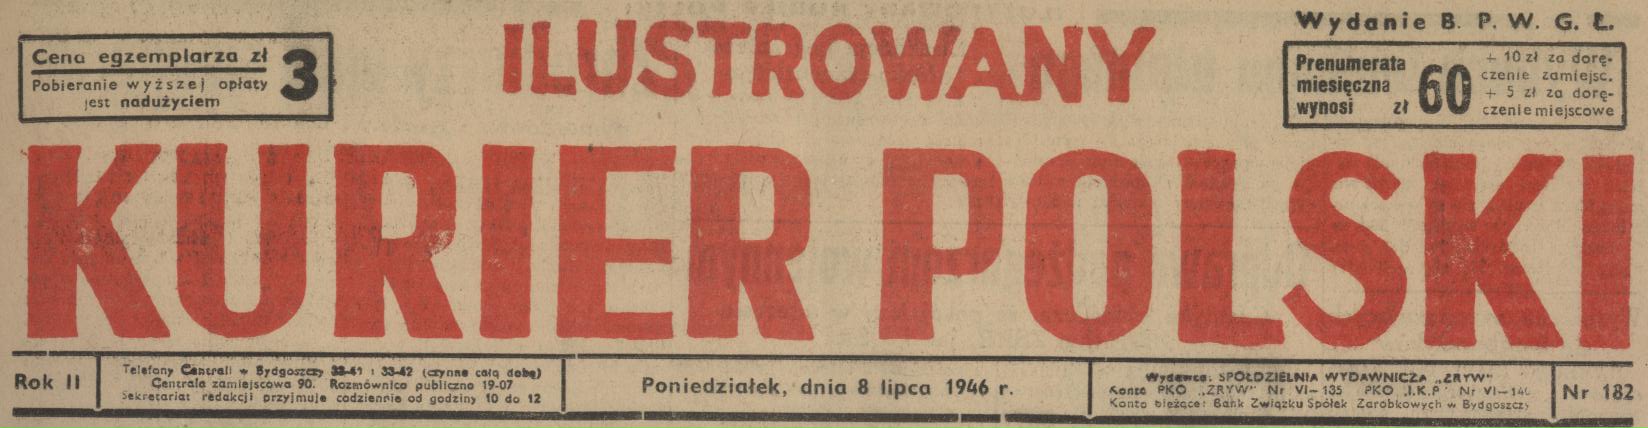 Cena egzemplarza zł 3
Pobieranie wyższej opłaty
jest nadużyciem
ILUSTROWANY
Wydanie B. P. W. G. Ł.
Prenumerata
miesięczna
wynosi zł 60
+ 10 zł za dorę-
czenie zamiejsc.
+ 5 zł za dorę-
czenie miejscowe
KURIER POLSKI
Rok II
Telefony Centrali w Bydgoszczy 33-41 i 33-42 (czynne całą dobę)
Centrala zamiejscowa 90. Rozmównica publiczna 19-07
Sekretariat redakcji przyjmuje codziennie od godziny 10 do 12
Poniedziałek, dnia 8 lipca 1946 r.
Wydawca: SPÓŁDZIELNIA WYDAWNICZA „ZRYW"
Konto PKO „ZRYW" Nr VI–135 PKO „I.K.P" Nr VI–140
Konto bieżące: Bank Związku Spółek Zarobkowych w Bydgoszczy
Nr 182